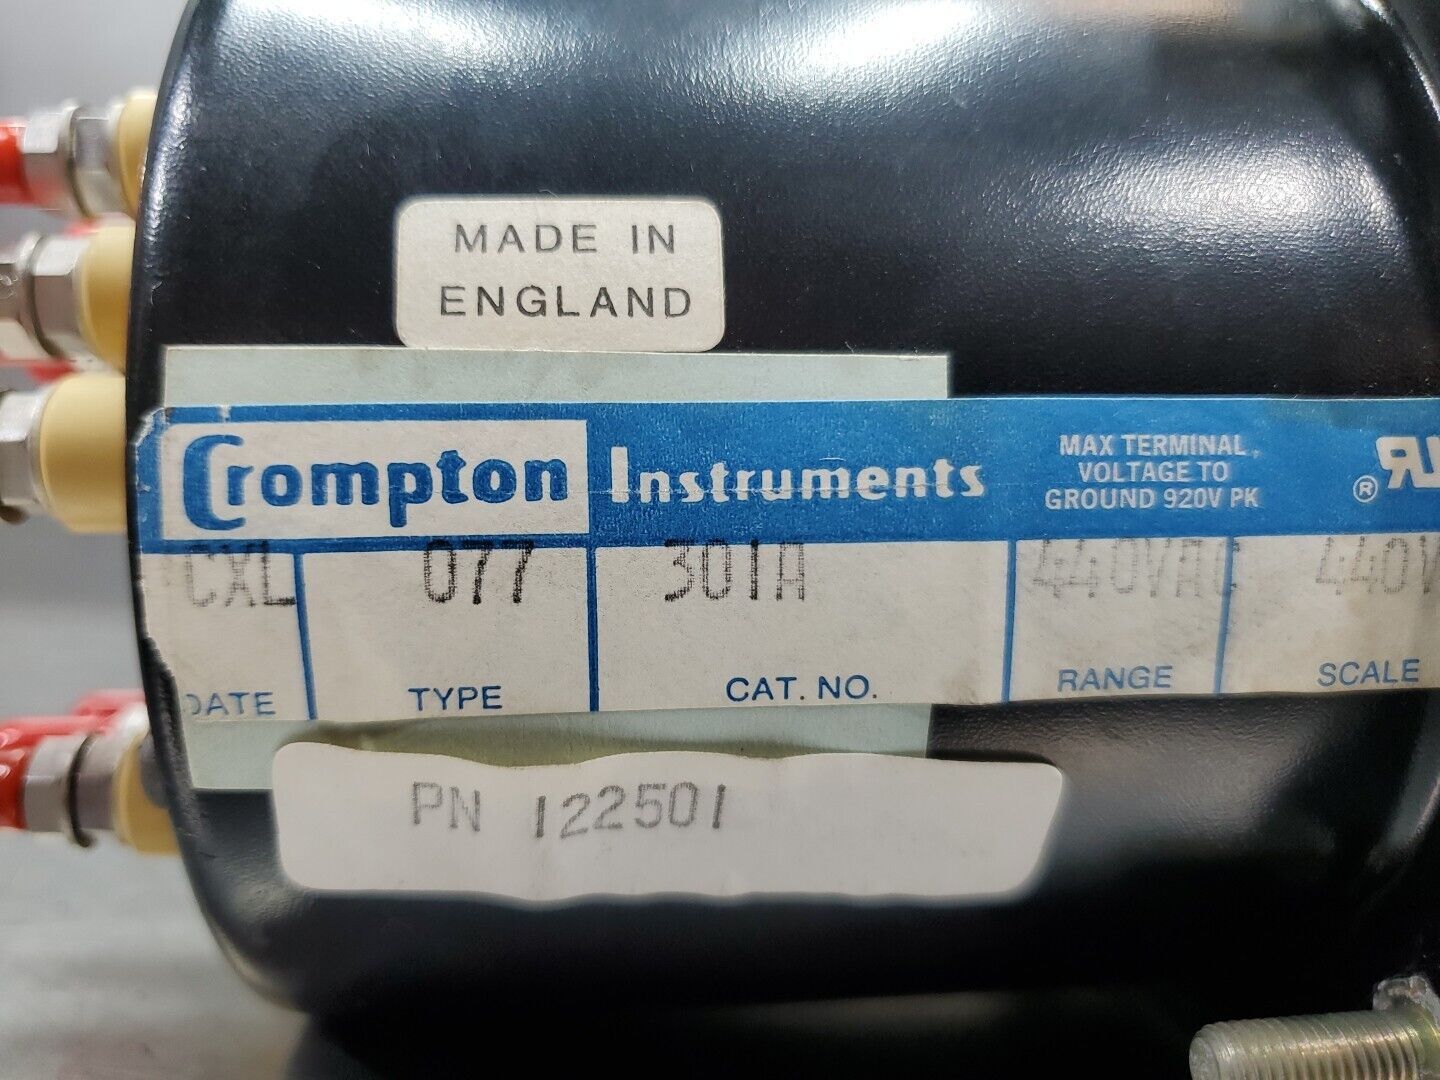 MADE IN
ENGLAND
Crompton Instruments
MAX TERMINAL
VOLTAGE TO
GROUND 920V PK
®
CXL 077 301A 440VAC 440V
DATE TYPE CAT. NO. RANGE SCALE
PN 122501